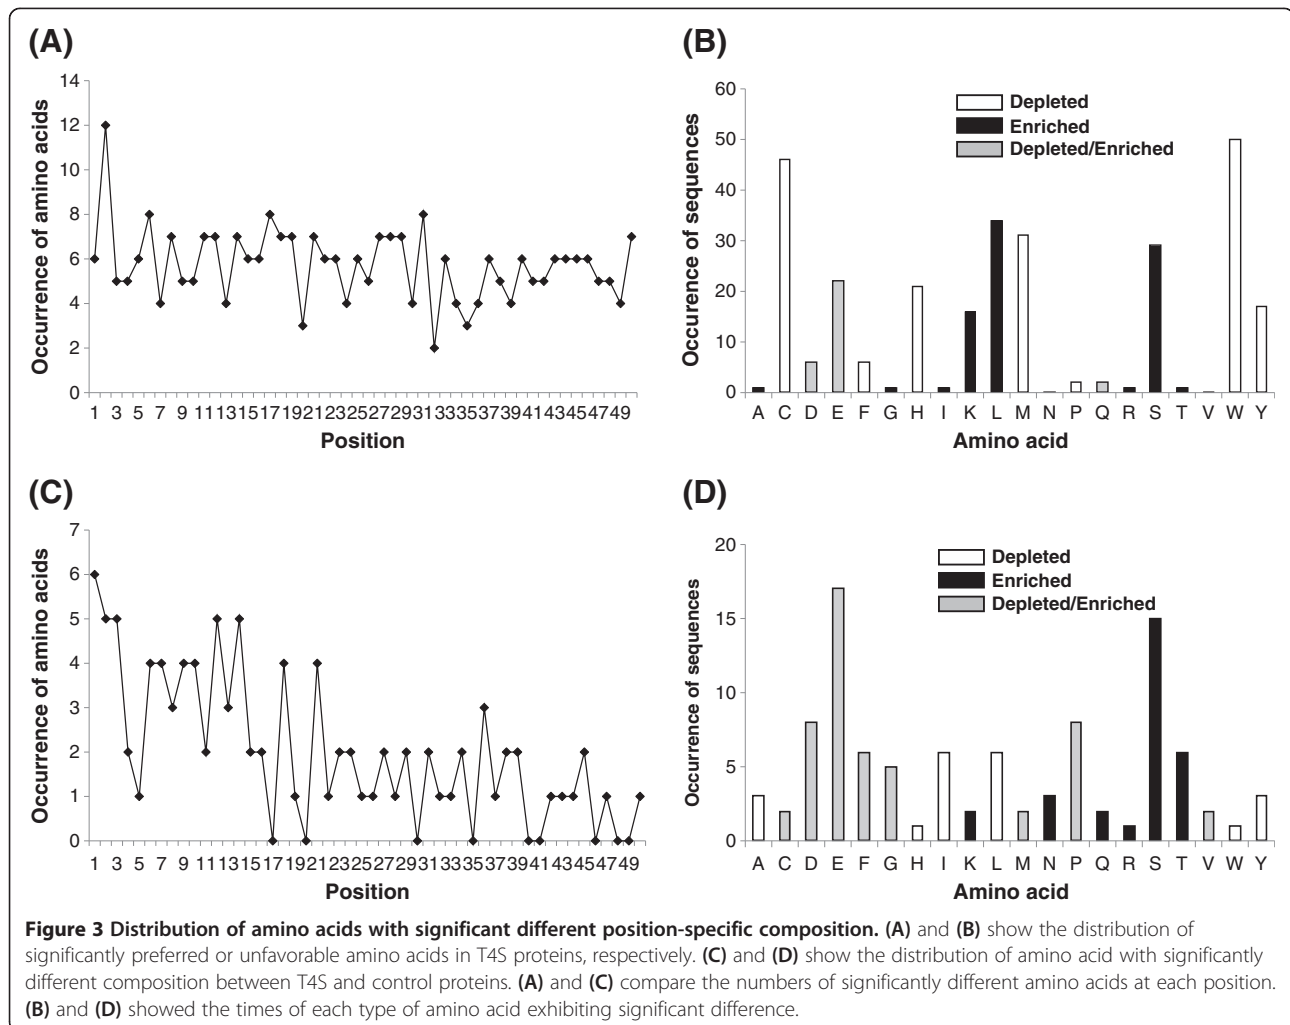 (A)
Occurrence of amino acids
14
12
10
8
6
4
2
0
1 3 5 7 9 11 13 15 17 19 21 23 25 27 29 31 33 35 37 39 41 43 45 47 49
Position
(B)
Occurence of sequences
60
50
40
30
20
10
0
Depleted
Enriched
Depleted/Enriched
A C D E F G H I K L M N P Q R S T V W Y
Amino acid
(C)
Occurrence of amino acids
7
6
5
4
3
2
1
0
1 3 5 7 9 11 13 15 17 19 21 23 25 27 29 31 33 35 37 39 41 43 45 47 49
Position
(D)
Occurrence of sequences
20
15
10
5
0
Depleted
Enriched
Depleted/Enriched
A C D E F G H I K L M N P Q R S T V W Y
Amino acid
Figure 3 Distribution of amino acids with significant different position-specific composition. (A) and (B) show the distribution of
significantly preferred or unfavorable amino acids in T4S proteins, respectively. (C) and (D) show the distribution of amino acid with significantly
different composition between T4S and control proteins. (A) and (C) compare the numbers of significantly different amino acids at each position.
(B) and (D) showed the times of each type of amino acid exhibiting significant difference.